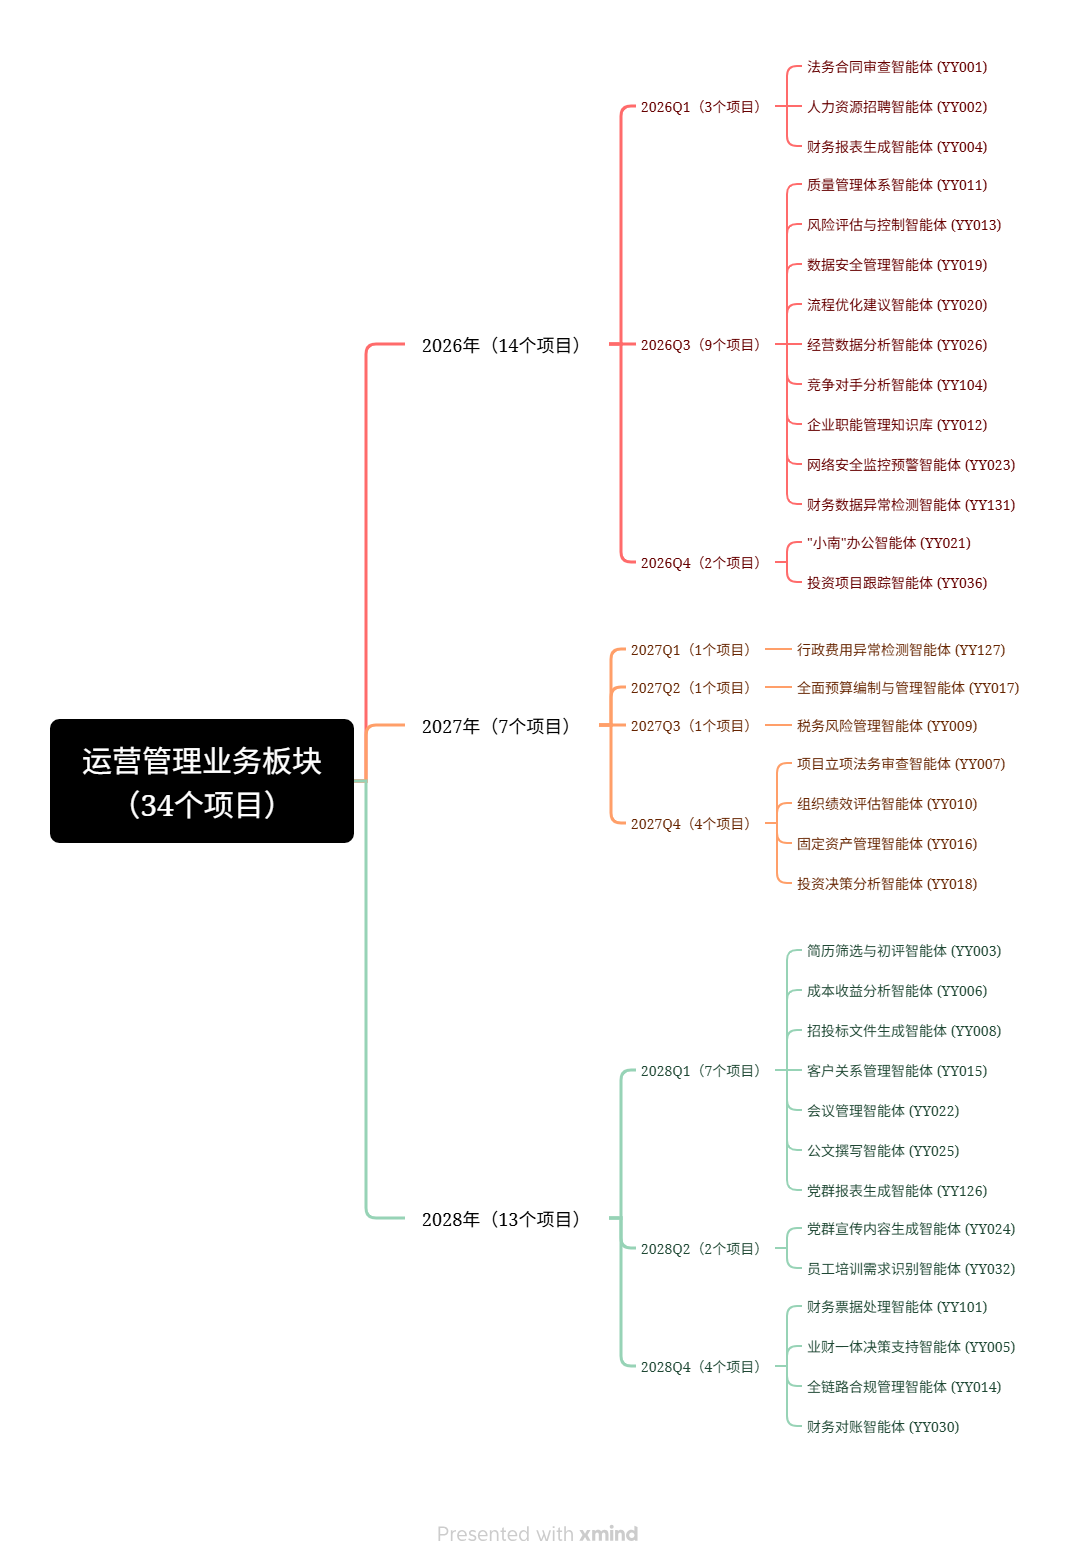 运营管理业务板块
（34个项目）
2026年（14个项目）
2026Q1（3个项目）
法务合同审查智能体 (YY001)
人力资源招聘智能体 (YY002)
财务报表生成智能体 (YY004)
2026Q3（9个项目）
质量管理体系智能体 (YY011)
风险评估与控制智能体 (YY013)
数据安全管理智能体 (YY019)
流程优化建议智能体 (YY020)
经营数据分析智能体 (YY026)
竞争对手分析智能体 (YY104)
企业职能管理知识库 (YY012)
网络安全监控预警智能体 (YY023)
财务数据异常检测智能体 (YY131)
2026Q4（2个项目）
"小南"办公智能体 (YY021)
投资项目跟踪智能体 (YY036)
2027年（7个项目）
2027Q1（1个项目）
行政费用异常检测智能体 (YY127)
2027Q2（1个项目）
全面预算编制与管理智能体 (YY017)
2027Q3（1个项目）
税务风险管理智能体 (YY009)
2027Q4（4个项目）
项目立项法务审查智能体 (YY007)
组织绩效评估智能体 (YY010)
固定资产管理智能体 (YY016)
投资决策分析智能体 (YY018)
2028年（13个项目）
2028Q1（7个项目）
简历筛选与初评智能体 (YY003)
成本收益分析智能体 (YY006)
招投标文件生成智能体 (YY008)
客户关系管理智能体 (YY015)
会议管理智能体 (YY022)
公文撰写智能体 (YY025)
党群报表生成智能体 (YY126)
2028Q2（2个项目）
党群宣传内容生成智能体 (YY024)
员工培训需求识别智能体 (YY032)
2028Q4（4个项目）
财务票据处理智能体 (YY101)
业财一体决策支持智能体 (YY005)
全链路合规管理智能体 (YY014)
财务对账智能体 (YY030)
Presented with xmind